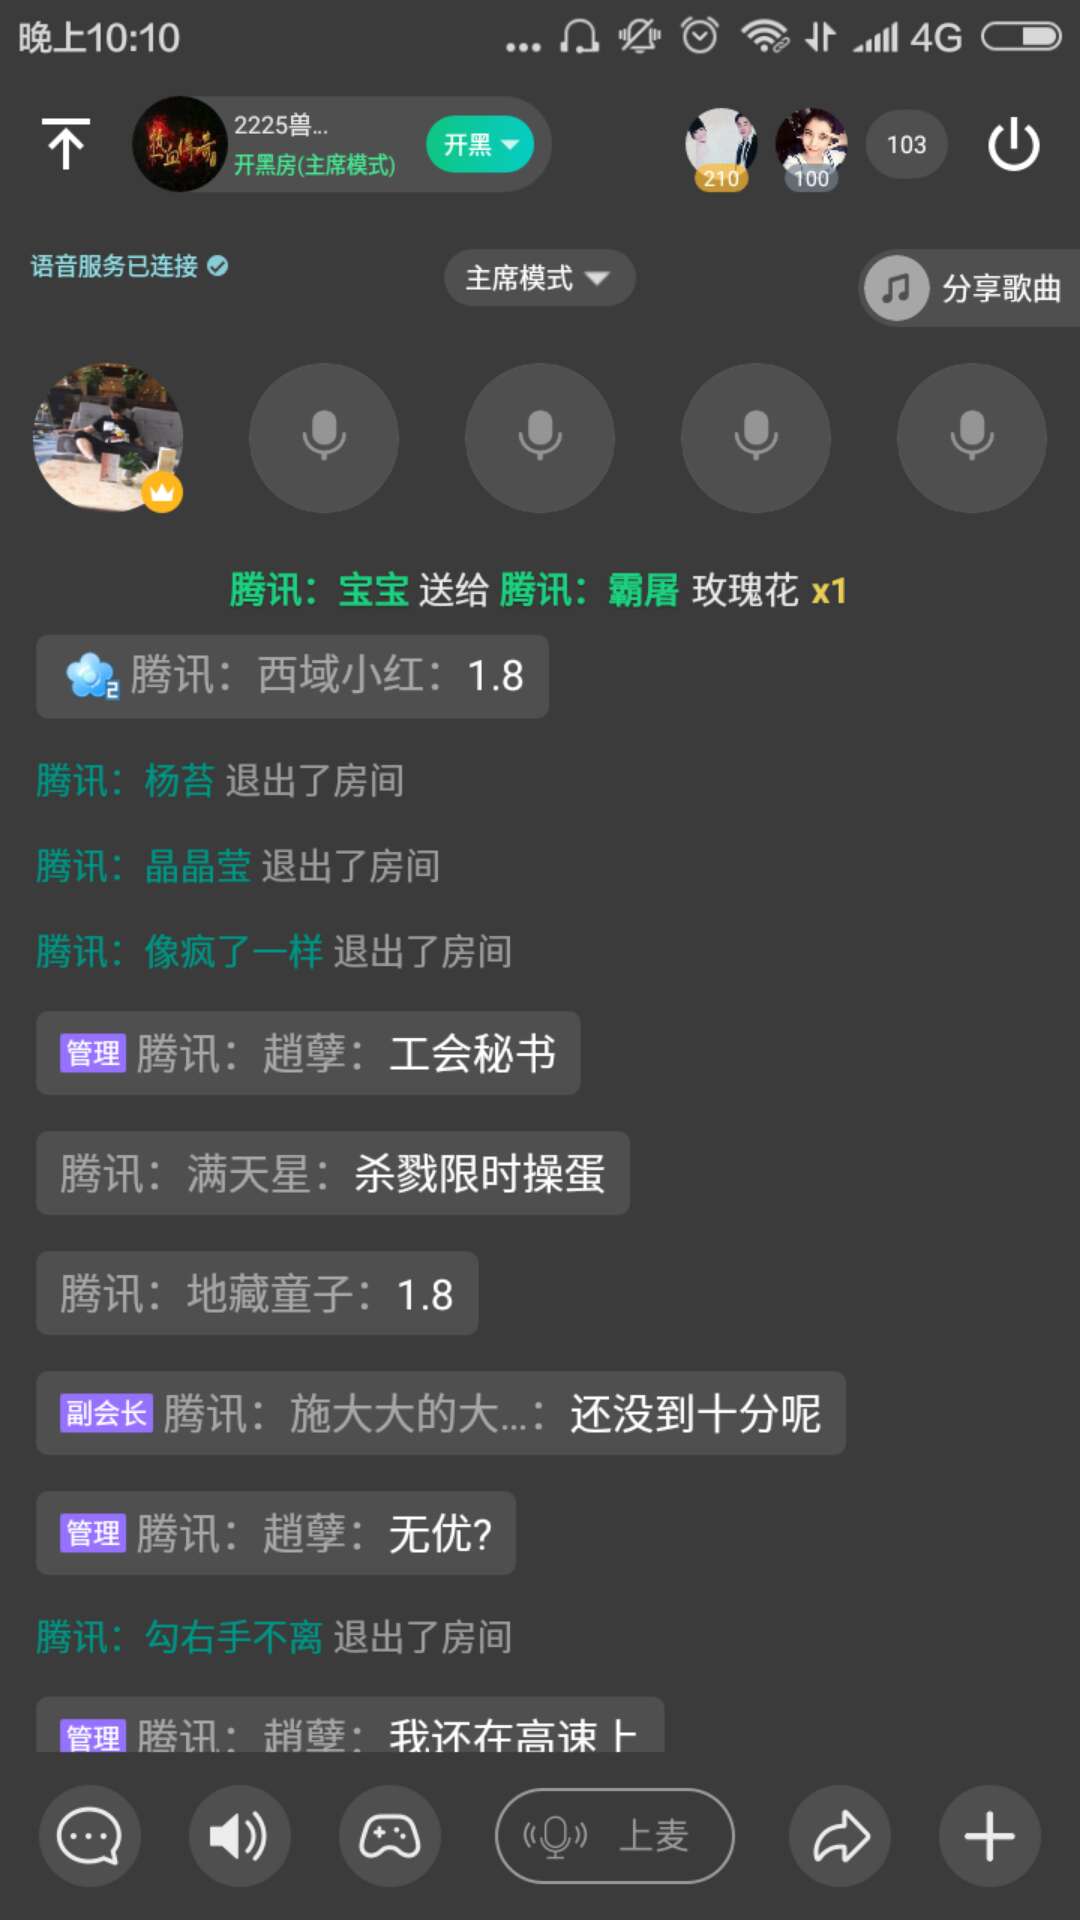 晚上10:10
4G
热血传奇
2225兽...
开黑房(主席模式)
开黑
210
100
103
语音服务已连接
主席模式
分享歌曲
腾讯：宝宝 送给 腾讯：霸屠 玫瑰花 x1
2 腾讯：西域小红：1.8
腾讯：杨苔 退出了房间
腾讯：晶晶莹 退出了房间
腾讯：像疯了一样 退出了房间
管理 腾讯：趙孽：工会秘书
腾讯：满天星：杀戮限时操蛋
腾讯：地藏童子：1.8
副会长 腾讯：施大大的大...：还没到十分呢
管理 腾讯：趙孽：无优?
腾讯：勾右手不离 退出了房间
管理 腾讯：趙孽：我还在高速上
上麦